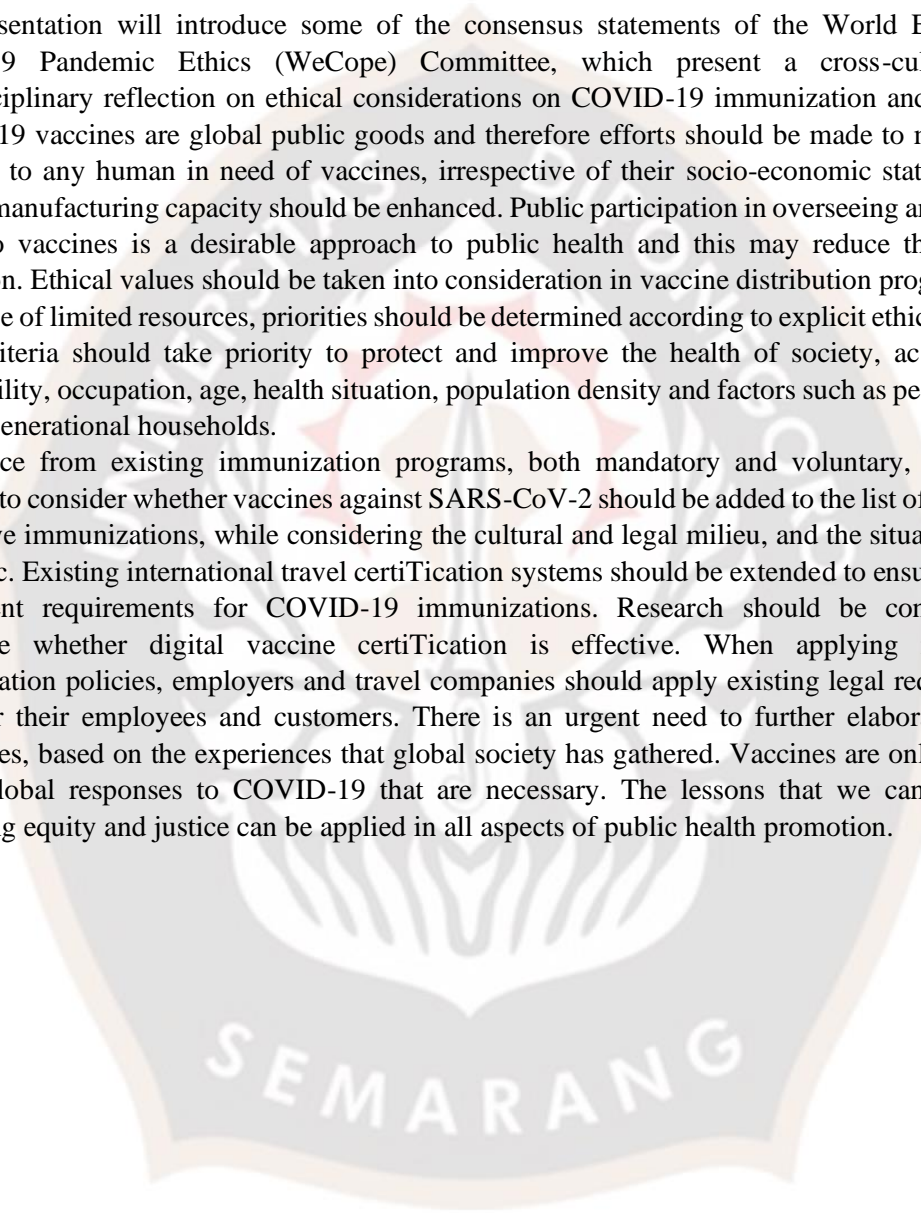 sentation will introduce some of the consensus statements of the World E
9 Pandemic Ethics (WeCope) Committee, which present a cross-cul
ciplinary reflection on ethical considerations on COVID-19 immunization and
19 vaccines are global public goods and therefore efforts should be made to
to any human in need of vaccines, irrespective of their socio-economic stat
manufacturing capacity should be enhanced. Public participation in overseeing an
o vaccines is a desirable approach to public health and this may reduce th
on. Ethical values should be taken into consideration in vaccine distribution prog
e of limited resources, priorities should be determined according to explicit ethic
riteria should take priority to protect and improve the health of society, ac
ility, occupation, age, health situation, population density and factors such as pe
enerational households.
ce from existing immunization programs, both mandatory and voluntary,
to consider whether vaccines against SARS-CoV-2 should be added to the list of
ve immunizations, while considering the cultural and legal milieu, and the situa
c. Existing international travel certiTication systems should be extended to ensu
ent requirements for COVID-19 immunizations. Research should be con
e whether digital vaccine certiTication is effective. When applying
ation policies, employers and travel companies should apply existing legal req
r their employees and customers. There is an urgent need to further elabor
es, based on the experiences that global society has gathered. Vaccines are onl
lobal responses to COVID-19 that are necessary. The lessons that we can
ng equity and justice can be applied in all aspects of public health promotion.
UNIVERSITAS DIPONEGORO
SEMARANG